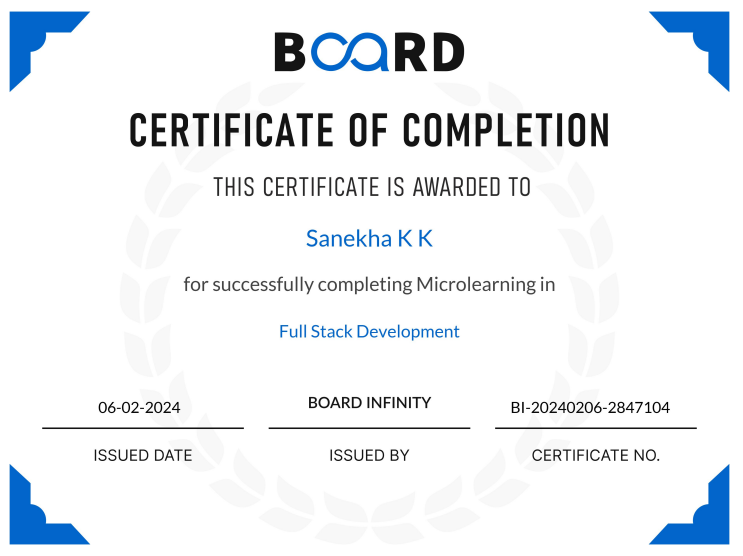 BOARD
CERTIFICATE OF COMPLETION
THIS CERTIFICATE IS AWARDED TO
Sanekha K K
for successfully completing Microlearning in
Full Stack Development
06-02-2024 BOARD INFINITY BI-20240206-2847104
ISSUED DATE ISSUED BY CERTIFICATE NO.